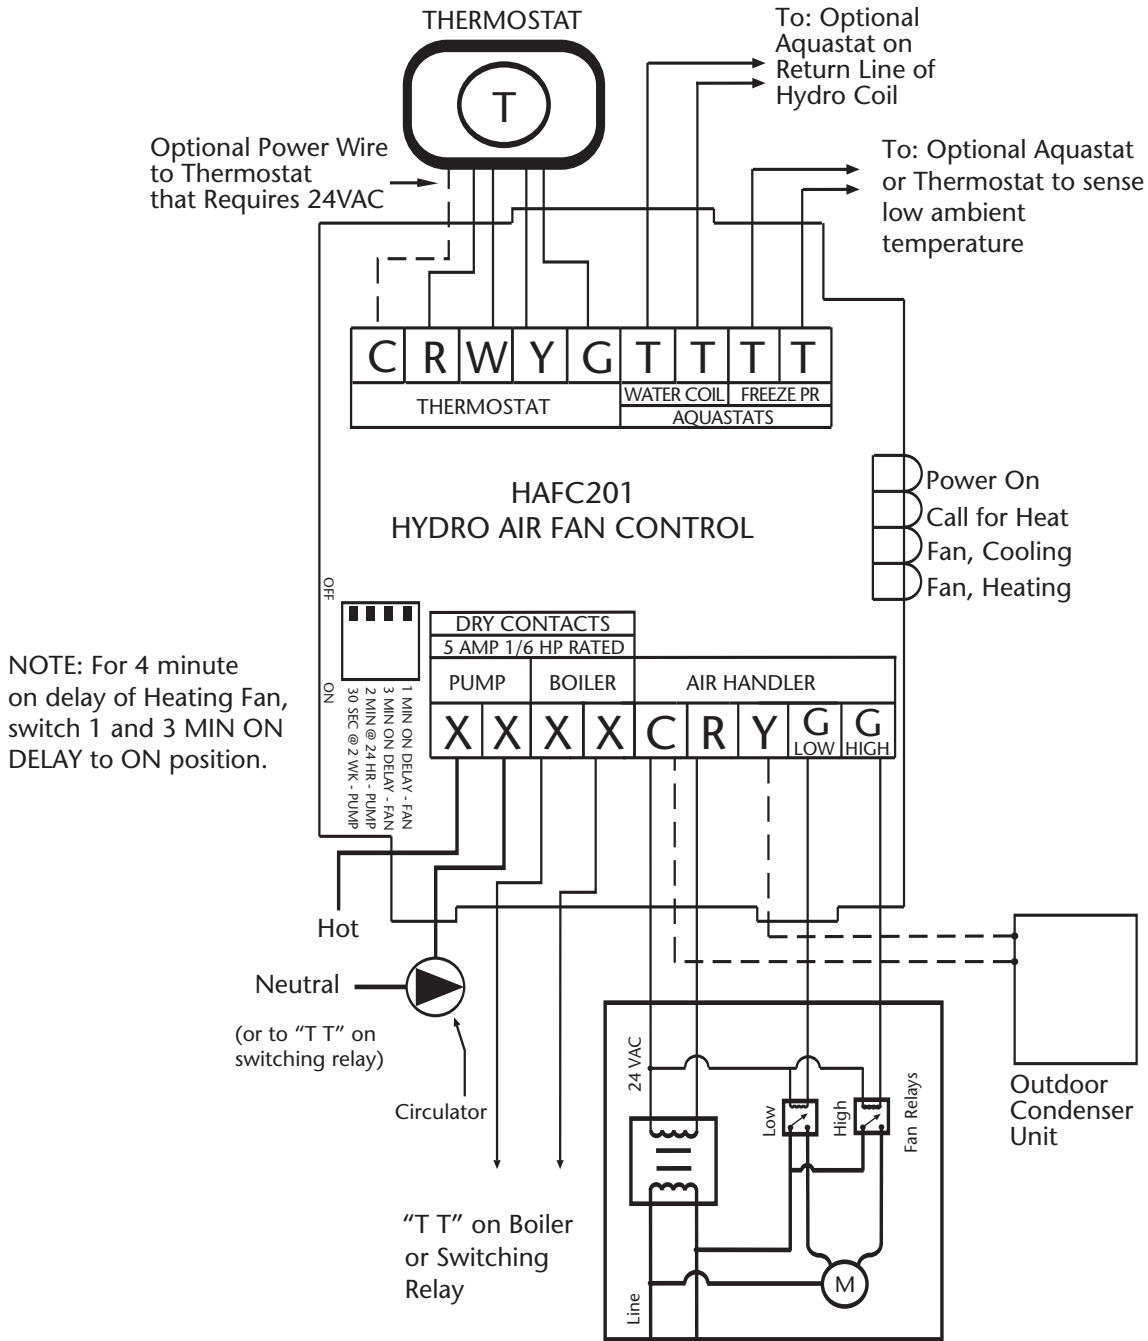 THERMOSTAT
T
To: Optional
Aquastat on
Return Line of
Hydro Coil
Optional Power Wire
to Thermostat
that Requires 24VAC
To: Optional Aquastat
or Thermostat to sense
low ambient
temperature
C R W Y G T T T T
THERMOSTAT
WATER COIL FREEZE PR
AQUASTATS
HAFC201
HYDRO AIR FAN CONTROL
Power On
Call for Heat
Fan, Cooling
Fan, Heating
OFF
ON
1 MIN ON DELAY - FAN
3 MIN ON DELAY - FAN
2 MIN @ 24 HR - PUMP
30 SEC @ 2 WK - PUMP
NOTE: For 4 minute
on delay of Heating Fan,
switch 1 and 3 MIN ON
DELAY to ON position.
DRY CONTACTS
5 AMP 1/6 HP RATED
PUMP BOILER AIR HANDLER
X X X X C R Y G G
LOW HIGH
Hot
Neutral
(or to “T T” on
switching relay)
Circulator
“T T” on Boiler
or Switching
Relay
24 VAC
Low
High
Fan Relays
M
Line
Outdoor
Condenser
Unit